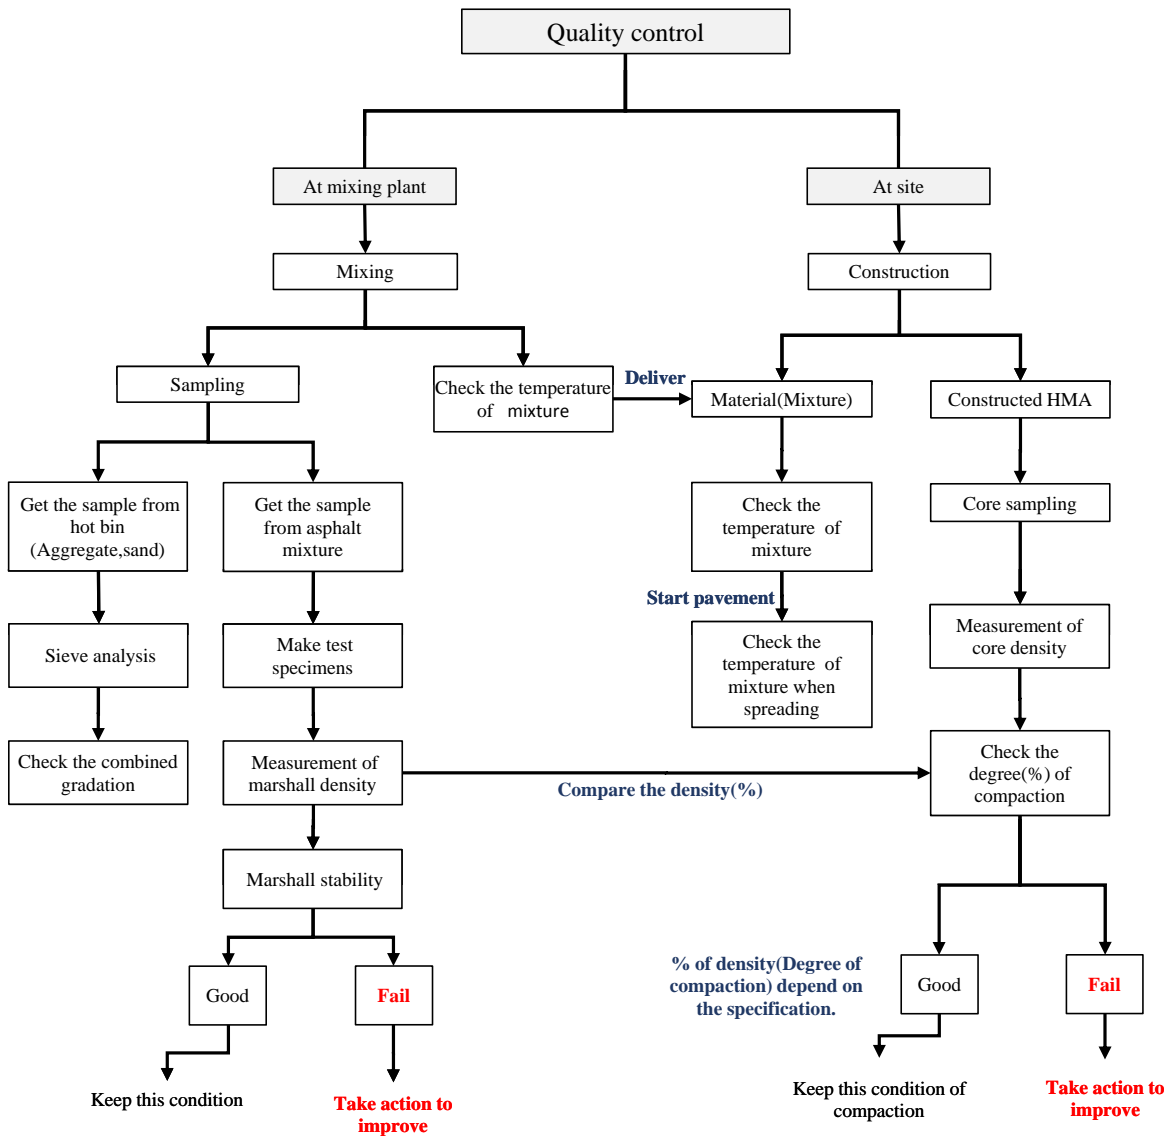 Quality control
At mixing plant
At site
Mixing
Construction
Sampling
Check the temperature
of mixture
Deliver
Material(Mixture)
Constructed HMA
Get the sample from
hot bin
(Aggregate,sand)
Get the sample
from asphalt
mixture
Check the
temperature of
mixture
Core sampling
Start pavement
Sieve analysis
Make test
specimens
Check the
temperature of
mixture when
spreading
Measurement of
core density
Check the combined
gradation
Measurement of
marshall density
Compare the density(%)
Check the
degree(%) of
compaction
Marshall stability
Good
Fail
% of density(Degree of
compaction) depend on
the specification.
Good
Fail
Keep this condition
Take action to
improve
Keep this condition of
compaction
Take action to
improve